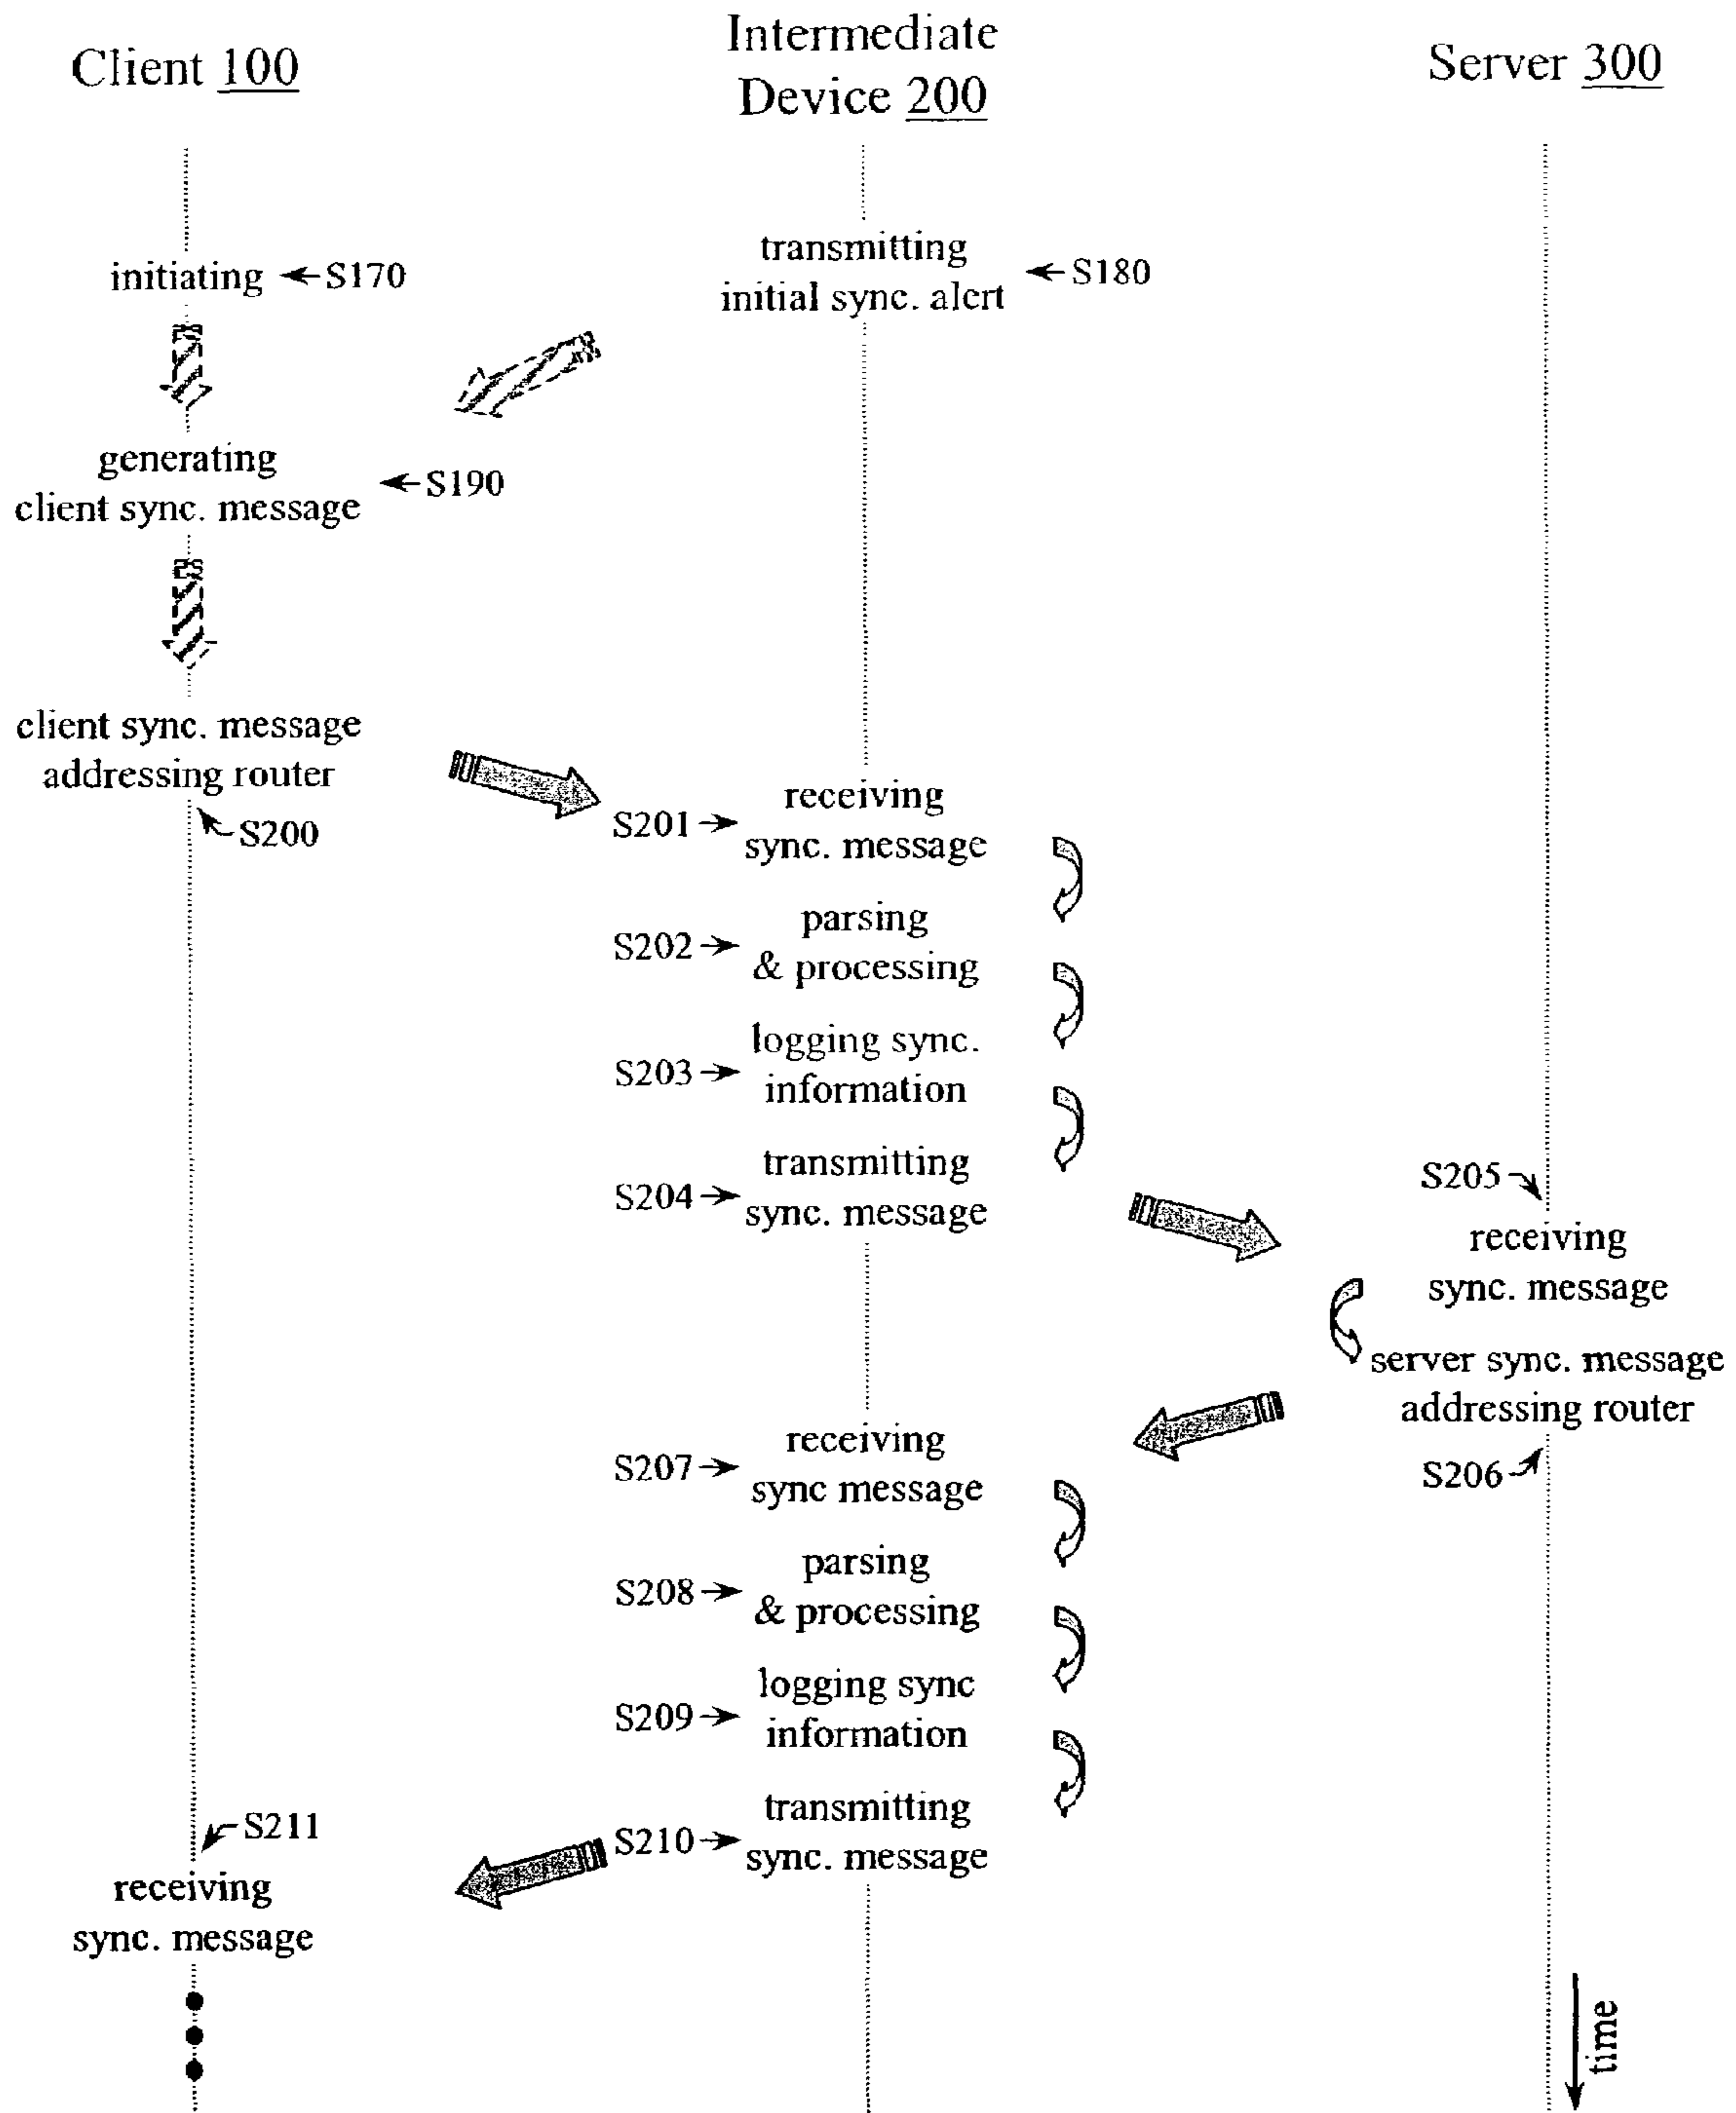 Client 100
Intermediate
Device 200
Server 300
initiating
S170
transmitting
initial sync. alert
S180
generating
client sync. message
S190
client sync. message
addressing router
S200
S201
receiving
sync. message
S202
parsing
& processing
S203
logging sync.
information
S204
transmitting
sync. message
S205
receiving
sync. message
server sync. message
addressing router
S206
S207
receiving
sync message
S208
parsing
& processing
S209
logging sync
information
S210
transmitting
sync. message
S211
receiving
sync. message
time